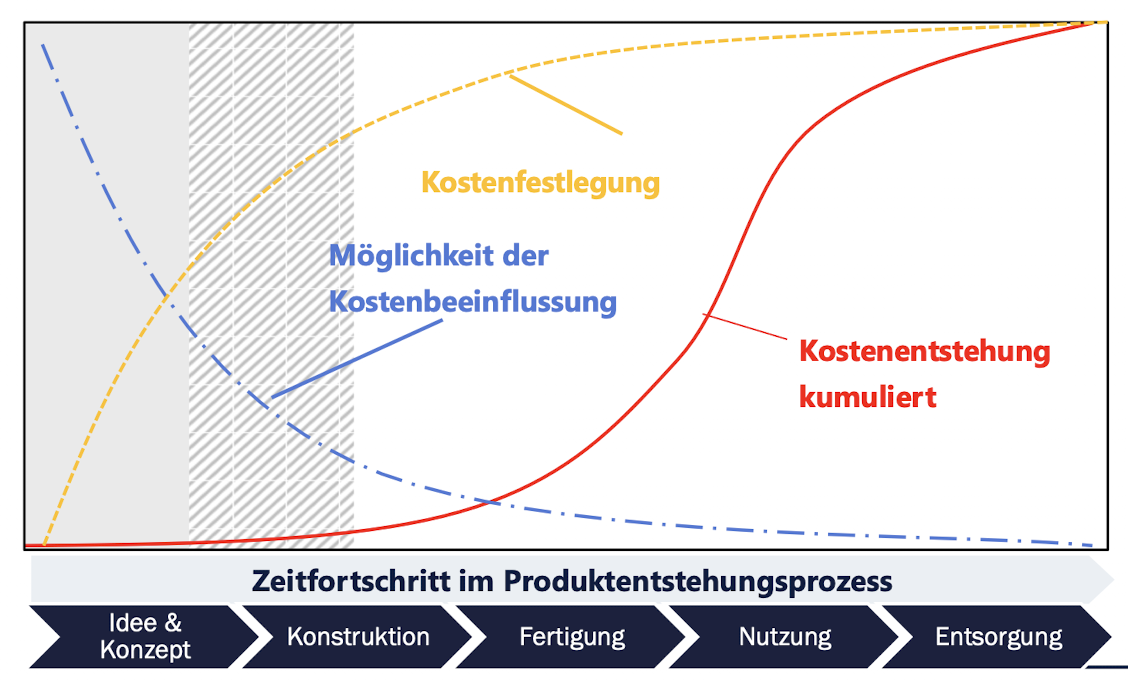 Kostenfestlegung
Möglichkeit der
Kostenbeeinflussung
Kostenentstehung
kumuliert
Zeitfortschritt im Produktentstehungsprozess
Idee &
Konzept
Konstruktion
Fertigung
Nutzung
Entsorgung